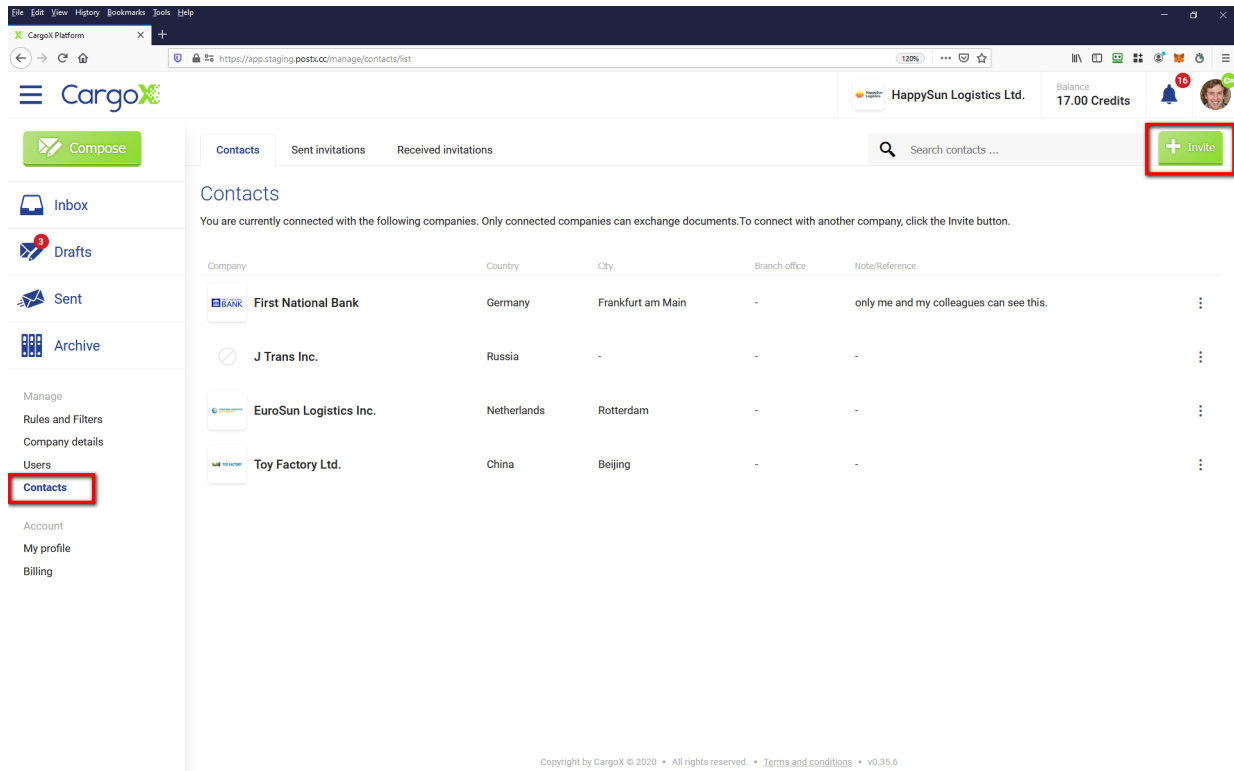 File Edit View History Bookmarks Tools Help
CargoX Platform
https://app.staging.postx.cc/manage/contacts/list
120%
CargoX
HappySun Logistics Ltd.
Balance
17.00 Credits
16
Compose
Contacts
Sent invitations
Received invitations
Search contacts ...
Invite
Inbox
3
Drafts
Sent
Archive
Manage
Rules and Filters
Company details
Users
Contacts
Account
My profile
Billing
Contacts
You are currently connected with the following companies. Only connected companies can exchange documents.To connect with another company, click the Invite button.
Company Country City Branch office Note/Reference
BANK First National Bank Germany Frankfurt am Main - only me and my colleagues can see this.
J Trans Inc. Russia - - -
EuroSun Logistics Inc. Netherlands Rotterdam - -
TOY FACTORY Toy Factory Ltd. China Beijing - -
Copyright by CargoX © 2020 • All rights reserved. • Terms and conditions • v0.35.6